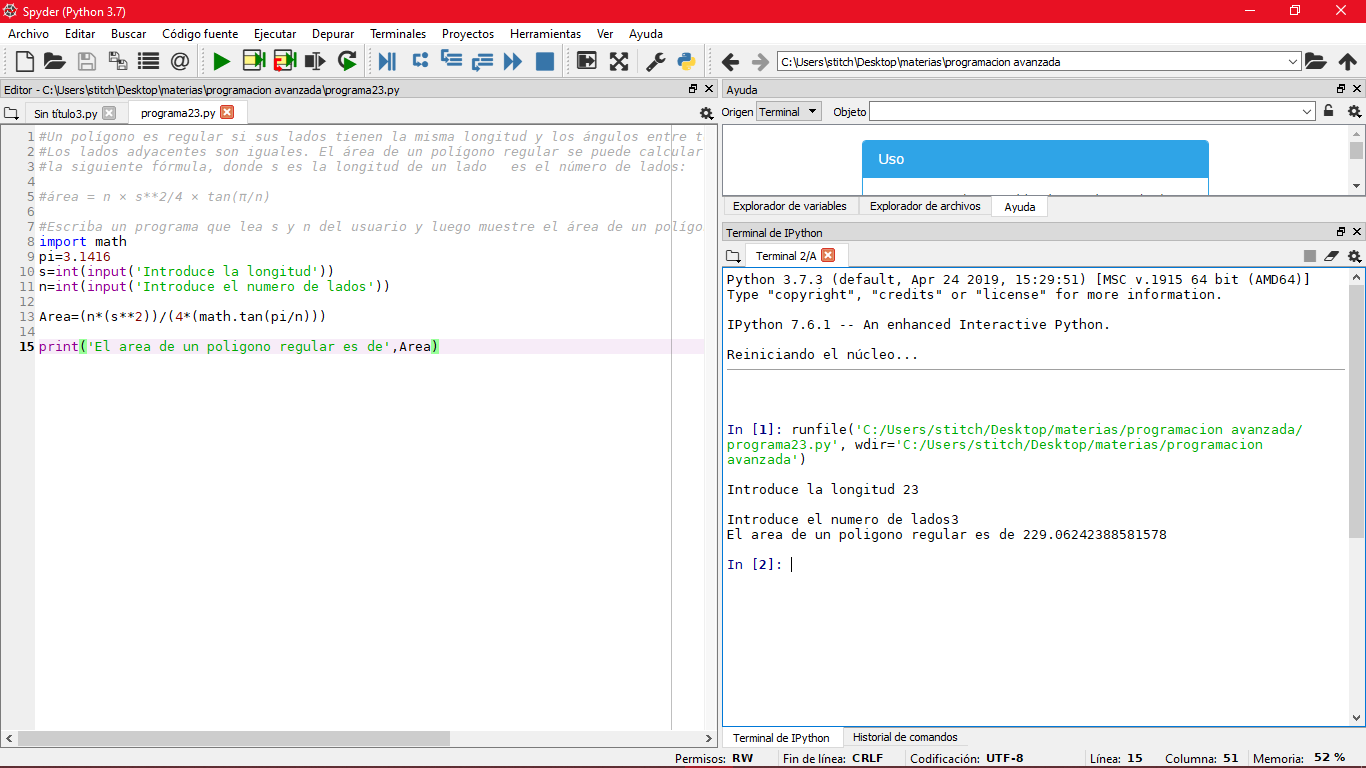 Spyder (Python 3.7)
Archivo Editar Buscar Código fuente Ejecutar Depurar Terminales Proyectos Herramientas Ver Ayuda
C:\Users\stitch\Desktop\materias\programacion avanzada
Editor - C:\Users\stitch\Desktop\materias\programacion avanzada\programa23.py
Sin título3.py programa23.py
1 #Un polígono es regular si sus lados tienen la misma longitud y los ángulos entre t
2 #Los lados adyacentes son iguales. El área de un polígono regular se puede calcular
3 #la siguiente fórmula, donde s es la longitud de un lado   es el número de lados:
4
5 #área = n × s**2/4 × tan(π/n)
6
7 #Escriba un programa que lea s y n del usuario y luego muestre el área de un polígo
8 import math
9 pi=3.1416
10 s=int(input('Introduce la longitud'))
11 n=int(input('Introduce el numero de lados'))
12
13 Area=(n*(s**2))/(4*(math.tan(pi/n)))
14
15 print('El area de un poligono regular es de',Area)
Ayuda
Origen Terminal Objeto
Uso
Explorador de variables Explorador de archivos Ayuda
Terminal de IPython
Terminal 2/A
Python 3.7.3 (default, Apr 24 2019, 15:29:51) [MSC v.1915 64 bit (AMD64)]
Type "copyright", "credits" or "license" for more information.
IPython 7.6.1 -- An enhanced Interactive Python.
Reiniciando el núcleo...
In [1]: runfile('C:/Users/stitch/Desktop/materias/programacion avanzada/
programa23.py', wdir='C:/Users/stitch/Desktop/materias/programacion
avanzada')
Introduce la longitud 23
Introduce el numero de lados3
El area de un poligono regular es de 229.06242388581578
In [2]:
Terminal de IPython Historial de comandos
Permisos: RW Fin de línea: CRLF Codificación: UTF-8 Línea: 15 Columna: 51 Memoria: 52 %